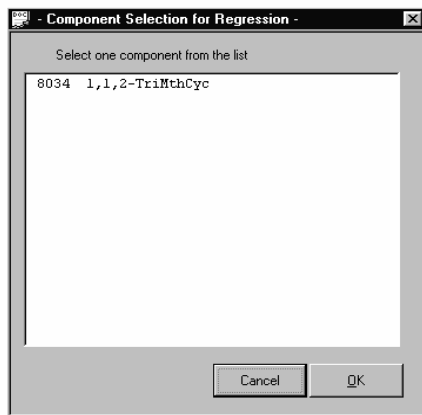 - Component Selection for Regression -
Select one component from the list
8034 1,1,2-TriMthCyc
Cancel OK